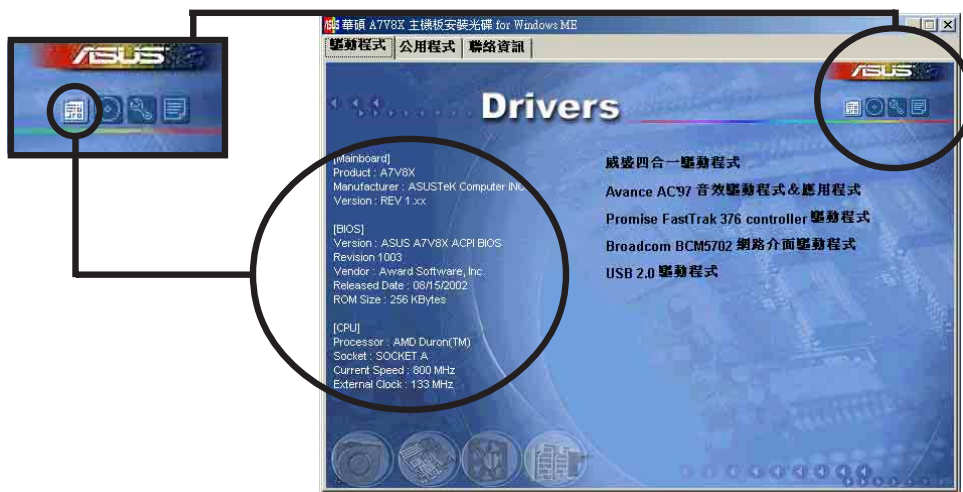 ASUS
華碩 A7V8X 主機板安裝光碟 for Windows ME
驅動程式 公用程式 聯絡資訊
ASUS
Drivers
[Mainboard]
Product : A7V8X
Manufacturer : ASUSTeK Computer INC.
Version : REV 1.xx
[BIOS]
Version : ASUS A7V8X ACPI BIOS
Revision 1003
Vendor : Award Software, Inc.
Released Date : 08/15/2002
ROM Size : 256 KBytes
[CPU]
Processor : AMD Duron(TM)
Socket : SOCKET A
Current Speed : 800 MHz
External Clock : 133 MHz
威盛四合一驅動程式
Avance AC'97 音效驅動程式&應用程式
Promise FastTrak 376 controller 驅動程式
Broadcom BCM5702 網路介面驅動程式
USB 2.0 驅動程式